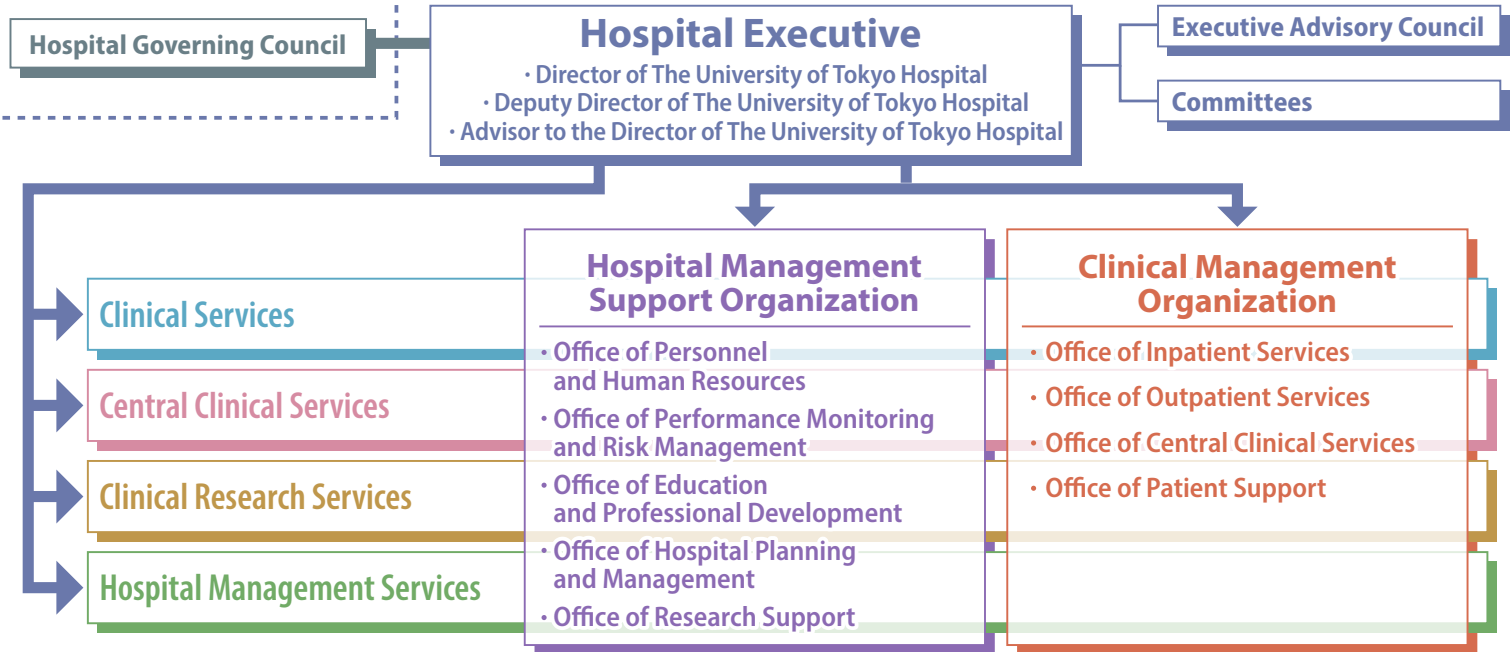 Hospital Governing Council
Hospital Executive
・Director of The University of Tokyo Hospital
・Deputy Director of The University of Tokyo Hospital
・Advisor to the Director of The University of Tokyo Hospital
Executive Advisory Council
Committees
Clinical Services
Central Clinical Services
Clinical Research Services
Hospital Management Services
Hospital Management
Support Organization
・Office of Personnel
and Human Resources
・Office of Performance Monitoring
and Risk Management
・Office of Education
and Professional Development
・Office of Hospital Planning
and Management
・Office of Research Support
Clinical Management
Organization
・Office of Inpatient Services
・Office of Outpatient Services
・Office of Central Clinical Services
・Office of Patient Support